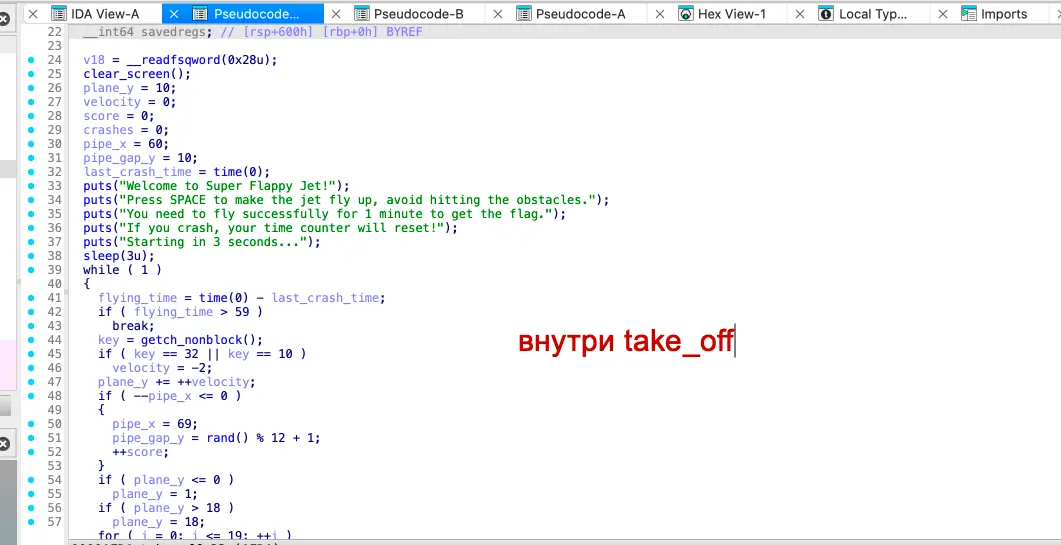 IDA View-A Pseudocode... Pseudocode-B Pseudocode-A Hex View-1 Local Typ... Imports
22 __int64 savedregs; // [rsp+600h] [rbp+0h] BYREF
23
24 v18 = __readfsqword(0x28u);
25 clear_screen();
26 plane_y = 10;
27 velocity = 0;
28 score = 0;
29 crashes = 0;
30 pipe_x = 60;
31 pipe_gap_y = 10;
32 last_crash_time = time(0);
33 puts("Welcome to Super Flappy Jet!");
34 puts("Press SPACE to make the jet fly up, avoid hitting the obstacles.");
35 puts("You need to fly successfully for 1 minute to get the flag.");
36 puts("If you crash, your time counter will reset!");
37 puts("Starting in 3 seconds...");
38 sleep(3u);
39 while ( 1 )
40 {
41 flying_time = time(0) - last_crash_time;
42 if ( flying_time > 59 )
43 break;
44 key = getch_nonblock();
45 if ( key == 32 || key == 10 )
46 velocity = -2;
47 plane_y += ++velocity;
48 if ( --pipe_x <= 0 )
49 {
50 pipe_x = 69;
51 pipe_gap_y = rand() % 12 + 1;
52 ++score;
53 }
54 if ( plane_y <= 0 )
55 plane_y = 1;
56 if ( plane_y > 18 )
57 plane_y = 18;
for ( i = 0; i <= 19; ++i )
внутри take_off